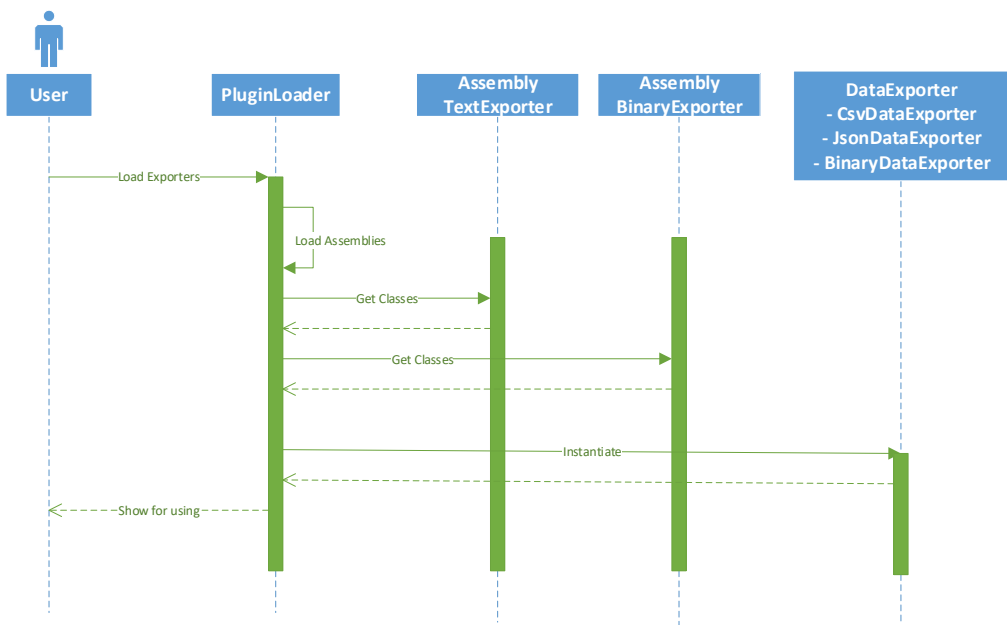 User
PluginLoader
Assembly
TextExporter
Assembly
BinaryExporter
DataExporter
- CsvDataExporter
- JsonDataExporter
- BinaryDataExporter
Load Exporters
Load Assemblies
Get Classes
Get Classes
Instantiate
Show for using